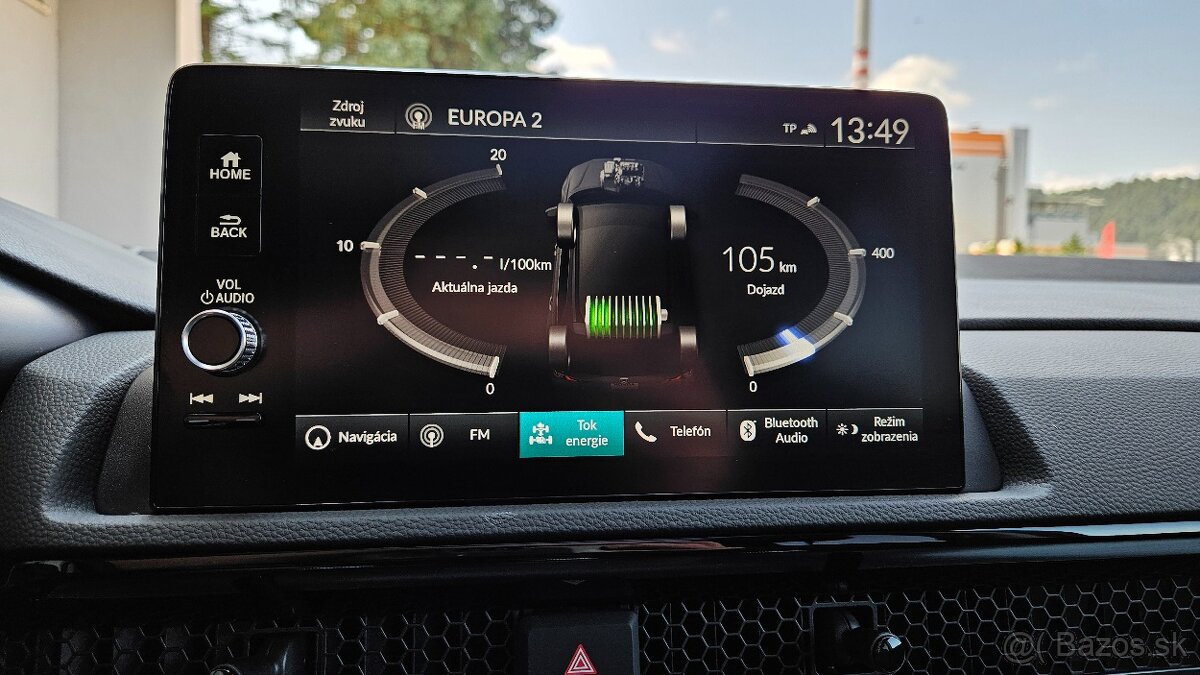 Zdroj
zvuku
FM
EUROPA 2
TP
13:49
HOME
BACK
VOL
AUDIO
20
10
0
- - - -.- l/100km
Aktuálna jazda
105 km
Dojazd
400
0
Navigácia
FM
Tok
energie
Telefón
Bluetooth
Audio
Režim
zobrazenia
@( Bazos.sk